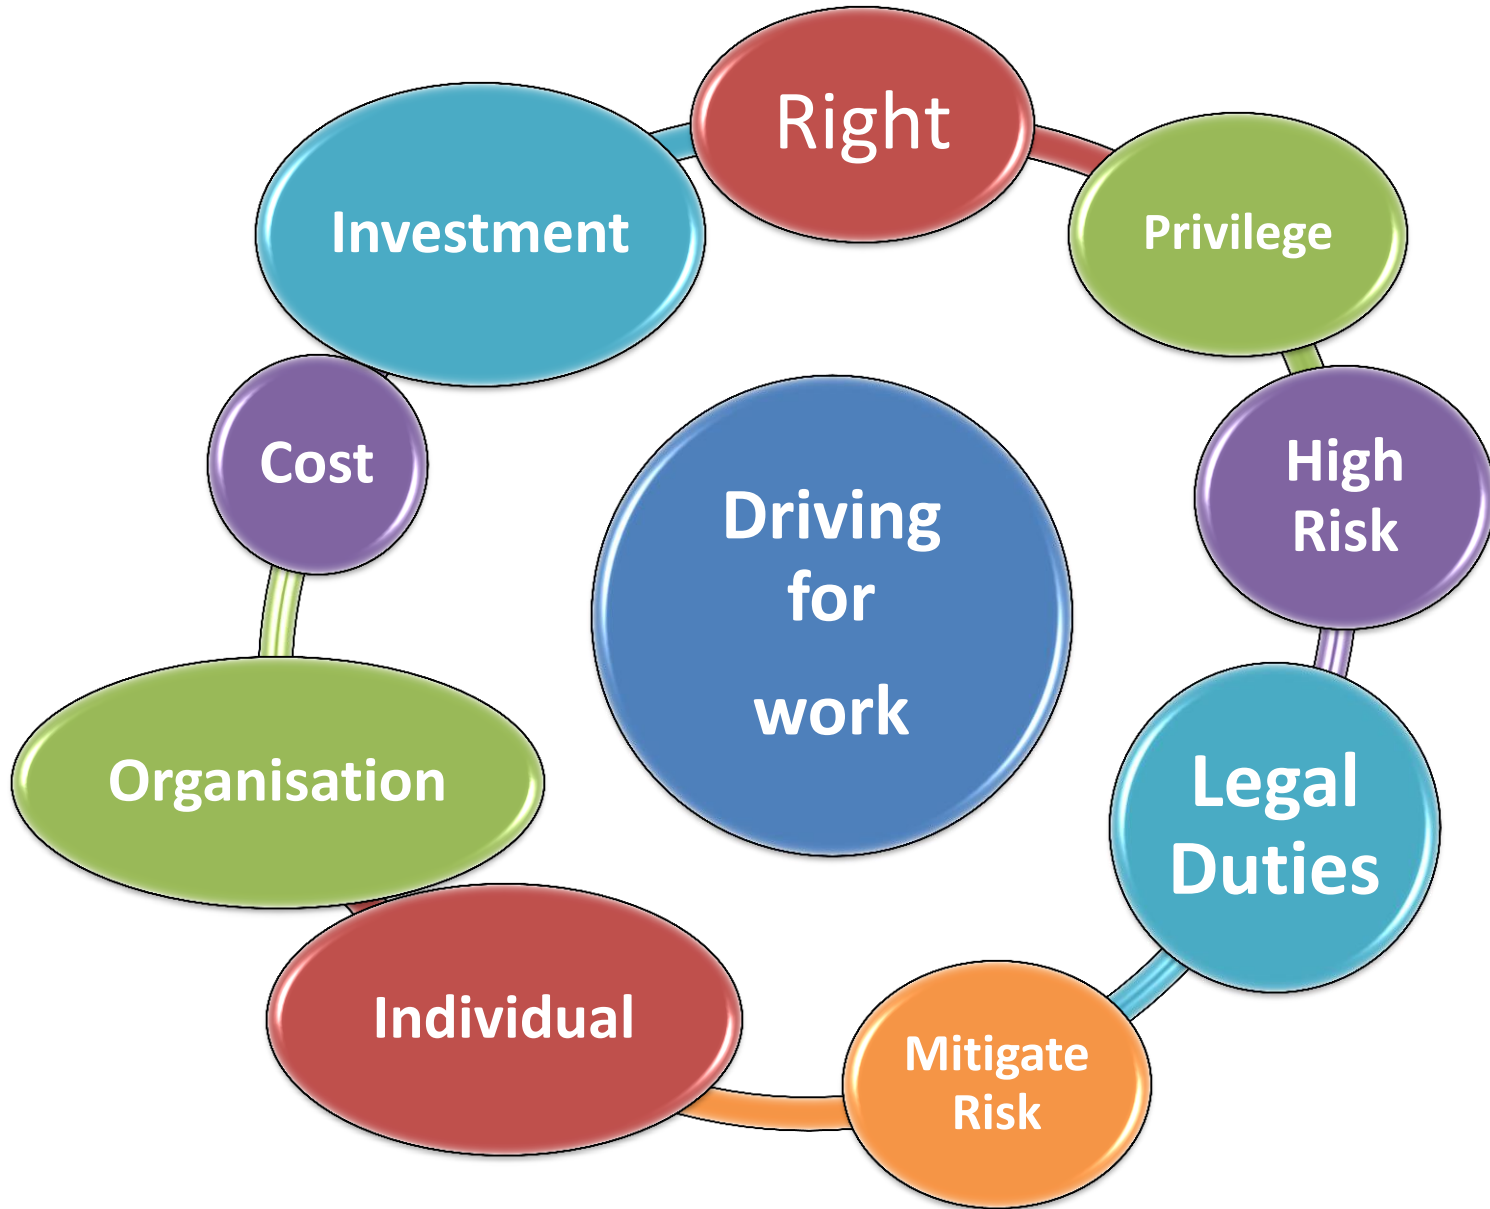 Right
Privilege
High
Risk
Legal
Duties
Mitigate
Risk
Individual
Organisation
Cost
Investment
Driving
for
work